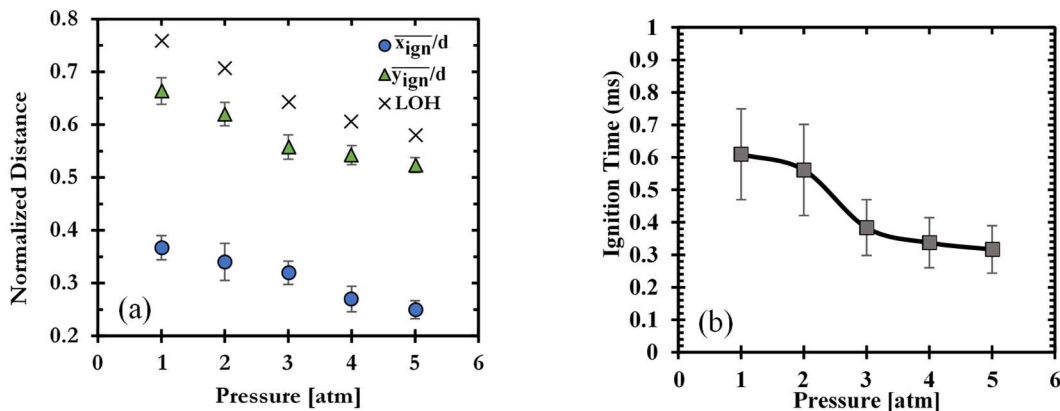 0.8
0.7
0.6
0.5
0.4
0.3
0.2
0 1 2 3 4 5 6
Normalized Distance
Pressure [atm]
x̅ᵢ̅g̅n̅/d
y̅ᵢ̅g̅n̅/d
LOH
(a)
1
0.9
0.8
0.7
0.6
0.5
0.4
0.3
0.2
0.1
0
0 1 2 3 4 5 6
Ignition Time (ms)
Pressure [atm]
(b)